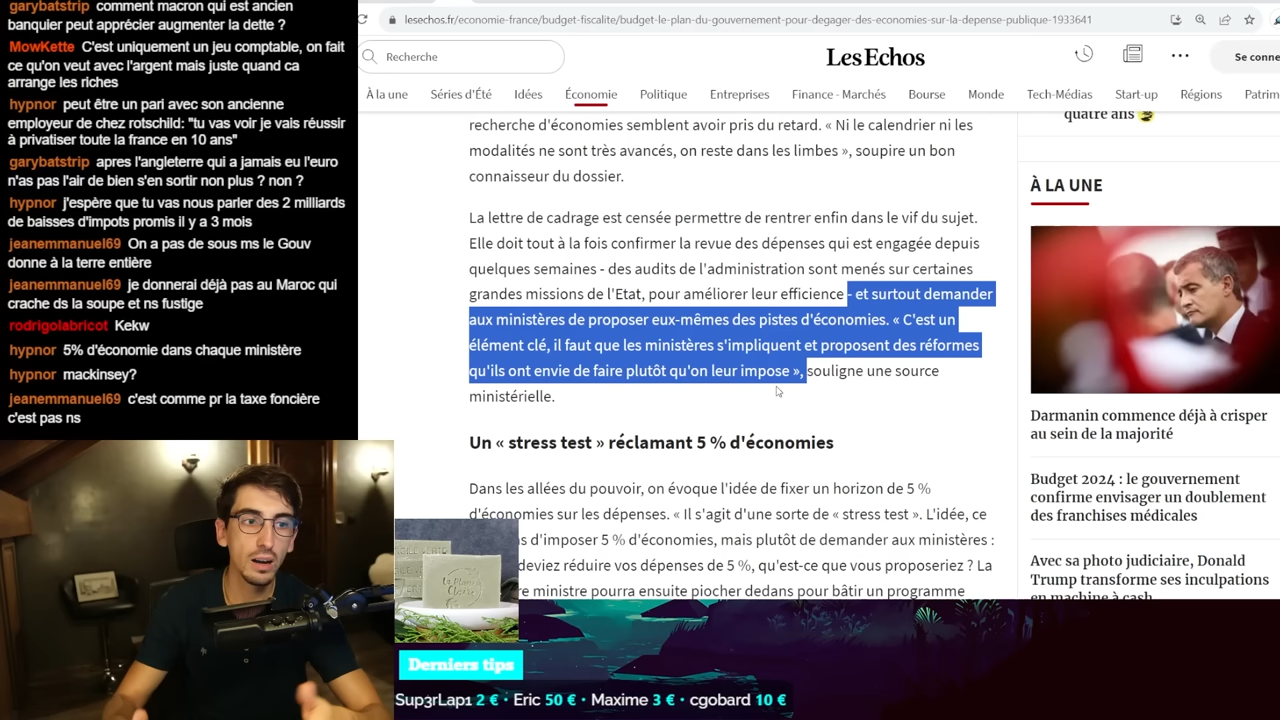 garybatstrip comment macron qui est ancien
banquier peut apprécier augmenter la dette ?
MowKette C'est uniquement un jeu comptable, on fait
ce qu'on veut avec l'argent mais juste quand ca
arrange les riches
hypnor peut être un pari avec son ancienne
employeur de chez rotschild: "tu vas voir je vais réussir
à privatiser toute la france en 10 ans"
garybatstrip apres l'angleterre qui a jamais eu l'euro
n'as pas l'air de bien s'en sortir non plus ? non ?
hypnor j'espère que tu vas nous parler des 2 milliards
de baisses d'impots promis il y a 3 mois
jeanemmanuel69 On a pas de sous ms le Gouv
donne à la terre entière
jeanemmanuel69 je donnerai déjà pas au Maroc qui
crache ds la soupe et ns fustige
rodrigolabricot Kekw
hypnor 5% d'économie dans chaque ministère
hypnor mackinsey?
jeanemmanuel69 c'est comme pr la taxe foncière
c'est pas ns
lesechos.fr/economie-france/budget-fiscalite/budget-le-plan-du-gouvernement-pour-degager-des-economies-sur-la-depense-publique-1933641
Recherche
Les Echos
Se conne
À la une
Séries d'Été
Idées
Économie
Politique
Entreprises
Finance - Marchés
Bourse
Monde
Tech-Médias
Start-up
Régions
Patrim
recherche d'économies semblent avoir pris du retard. « Ni le calendrier ni les
modalités ne sont très avancés, on reste dans les limbes », soupire un bon
connaisseur du dossier.
La lettre de cadrage est censée permettre de rentrer enfin dans le vif du sujet.
Elle doit tout à la fois confirmer la revue des dépenses qui est engagée depuis
quelques semaines - des audits de l'administration sont menés sur certaines
grandes missions de l'Etat, pour améliorer leur efficience - et surtout demander
aux ministères de proposer eux-mêmes des pistes d'économies. « C'est un
élément clé, il faut que les ministères s'impliquent et proposent des réformes
qu'ils ont envie de faire plutôt qu'on leur impose », souligne une source
ministérielle.
Un « stress test » réclamant 5 % d'économies
Dans les allées du pouvoir, on évoque l'idée de fixer un horizon de 5 %
d'économies sur les dépenses. « Il s'agit d'une sorte de « stress test ». L'idée, ce
s d'imposer 5 % d'économies, mais plutôt de demander aux ministères :
deviez réduire vos dépenses de 5 %, qu'est-ce que vous proposeriez ? La
re ministre pourra ensuite piocher dedans pour bâtir un programme
quatre ans
À LA UNE
Darmanin commence déjà à crisper
au sein de la majorité
Budget 2024 : le gouvernement
confirme envisager un doublement
des franchises médicales
Avec sa photo judiciaire, Donald
Trump transforme ses inculpations
en machine à cash
Derniers tips
Sup3rLap1 2 € • Eric 50 € • Maxime 3 € • cgobard 10 €